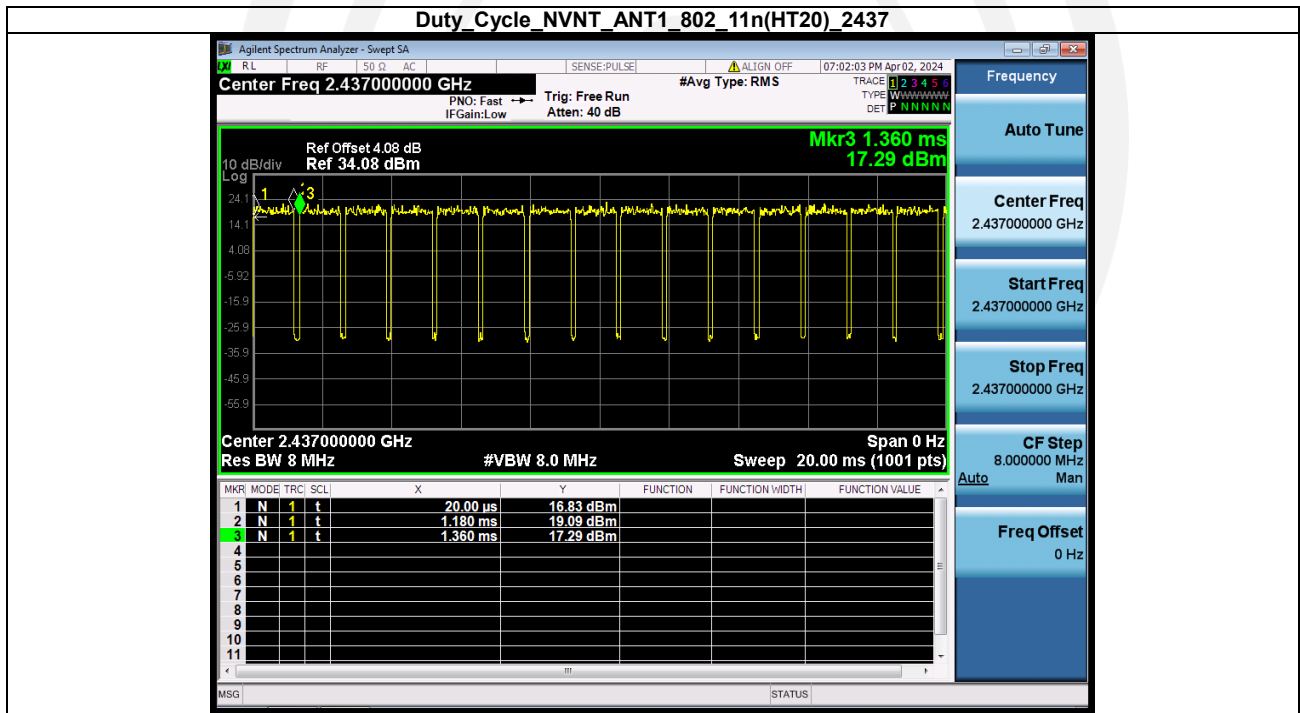 Duty_Cycle_NVNT_ANT1_802_11n(HT20)_2437
Agilent Spectrum Analyzer - Swept SA
LXI RL RF 50 Ω AC SENSE:PULSE ALIGN OFF 07:02:03 PM Apr 02, 2024
Center Freq 2.437000000 GHz
#Avg Type: RMS
TRACE 1 2 3 4 5 6
PNO: Fast Trig: Free Run
TYPE WWWWWW
IFGain:Low Atten: 40 dB
DET P N N N N N
Mkr3 1.360 ms
17.29 dBm
Ref Offset 4.08 dB
10 dB/div Ref 34.08 dBm
Log
1
3
24.1
14.1
4.08
-5.92
-15.9
-25.9
-35.9
-45.9
-55.9
Center 2.437000000 GHz Span 0 Hz
Res BW 8 MHz #VBW 8.0 MHz Sweep 20.00 ms (1001 pts)
MKR MODE TRC SCL X Y FUNCTION FUNCTION WIDTH FUNCTION VALUE
1 N 1 t 20.00 µs 16.83 dBm
2 N 1 t 1.180 ms 19.09 dBm
3 N 1 t 1.360 ms 17.29 dBm
4
5
6
7
8
9
10
11
MSG STATUS
Frequency
Auto Tune
Center Freq
2.437000000 GHz
Start Freq
2.437000000 GHz
Stop Freq
2.437000000 GHz
CF Step
8.000000 MHz
Auto Man
Freq Offset
0 Hz